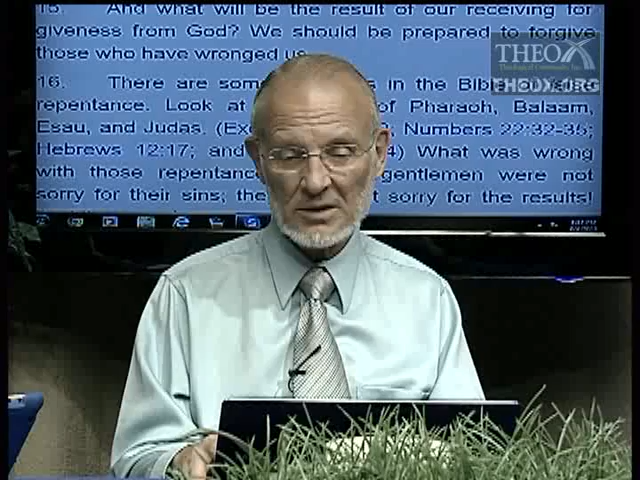 15. And what will be the result of our receiving for
giveness from God? We should be prepared to forgive
those who have wronged us
16. There are some in the Bible
repentance. Look at of Pharaoh, Balaam,
Esau, and Judas. Numbers 22:32-35;
Hebrews 12:17; and What was wrong
with those gentlemen were not
sorry for their sins; sorry for the results!
THEOX
THEOX.ORG